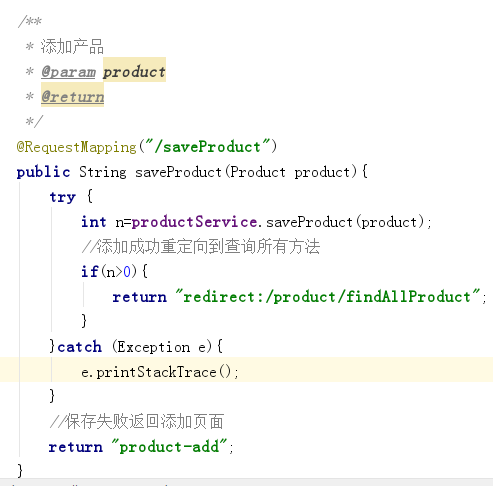 /**
 * 添加产品
 * @param product
 * @return
 */
@RequestMapping("/saveProduct")
public String saveProduct(Product product){
    try {
        int n=productService.saveProduct(product);
        //添加成功重定向到查询所有方法
        if(n>0){
            return "redirect:/product/findAllProduct";
        }
    }catch (Exception e){
        e.printStackTrace();
    }
    //保存失败返回添加页面
    return "product-add";
}